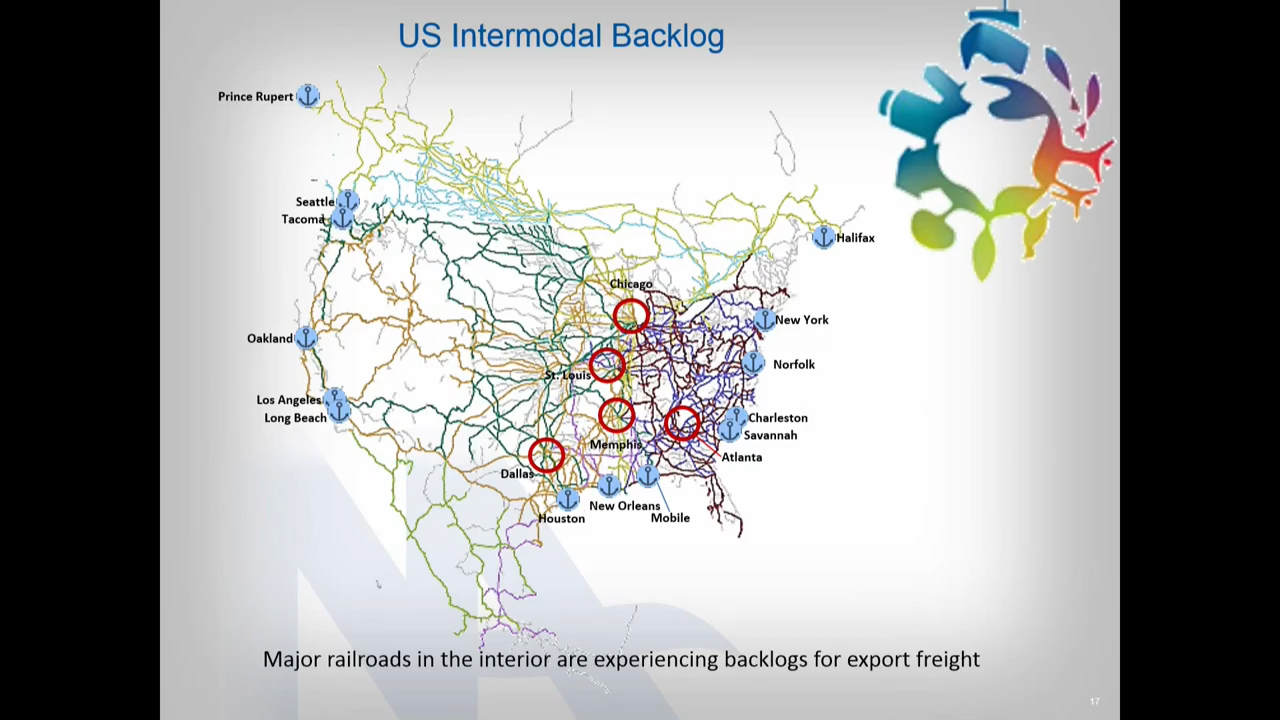 US Intermodal Backlog
Prince Rupert
Seattle
Tacoma
Halifax
Chicago
New York
Oakland
Norfolk
St. Louis
Los Angeles
Long Beach
Charleston
Savannah
Memphis
Atlanta
Dallas
New Orleans
Houston
Mobile
Major railroads in the interior are experiencing backlogs for export freight
17